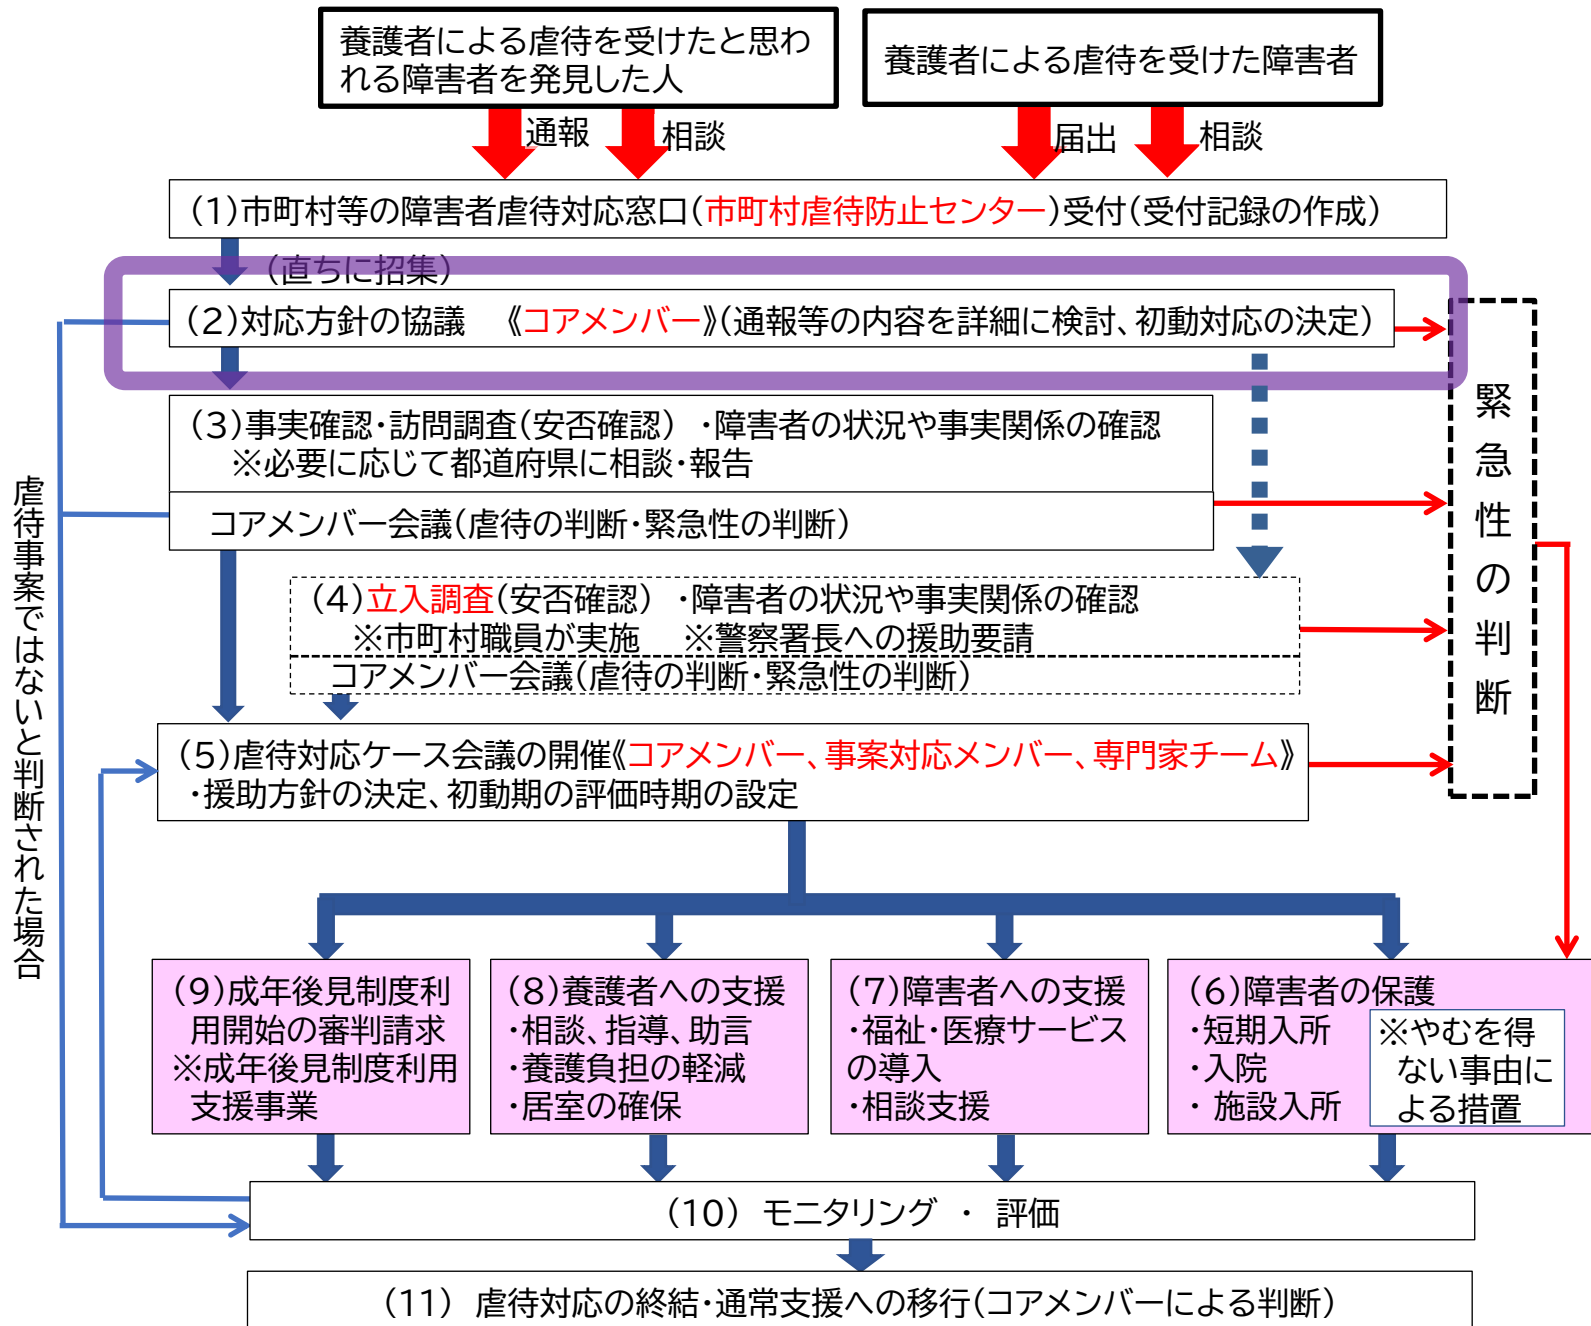 養護者による虐待を受けたと思わ
れる障害者を発見した人
養護者による虐待を受けた障害者
通報
相談
届出
相談
(1)市町村等の障害者虐待対応窓口(市町村虐待防止センター)受付(受付記録の作成)
(直ちに招集)
(2)対応方針の協議　《コアメンバー》(通報等の内容を詳細に検討、初動対応の決定)
(3)事実確認・訪問調査(安否確認)　・障害者の状況や事実関係の確認
※必要に応じて都道府県に相談・報告
コアメンバー会議(虐待の判断・緊急性の判断)
(4)立入調査(安否確認)　・障害者の状況や事実関係の確認
※市町村職員が実施　※警察署長への援助要請
コアメンバー会議(虐待の判断・緊急性の判断)
(5)虐待対応ケース会議の開催《コアメンバー、事案対応メンバー、専門家チーム》
・援助方針の決定、初動期の評価時期の設定
緊急性の判断
虐待事案ではないと判断された場合
(9)成年後見制度利
用開始の審判請求
※成年後見制度利用
支援事業
(8)養護者への支援
・相談、指導、助言
・養護負担の軽減
・居室の確保
(7)障害者への支援
・福祉・医療サービス
の導入
・相談支援
(6)障害者の保護
・短期入所
・入院
・ 施設入所
※やむを得
ない事由に
よる措置
(10)　モニタリング　・　評価
(11)　虐待対応の終結・通常支援への移行(コアメンバーによる判断)